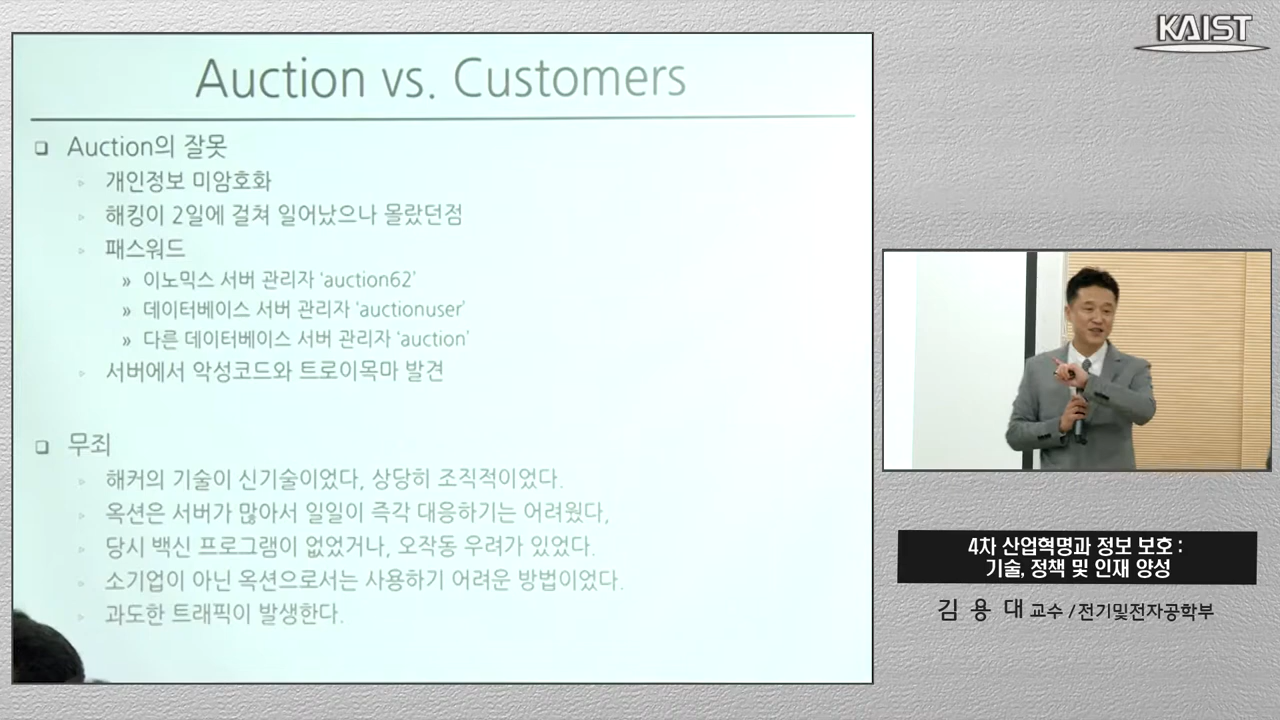 KAIST
Auction vs. Customers
Auction의 잘못
개인정보 미암호화
해킹이 2일에 걸쳐 일어났으나 몰랐던점
패스워드
» 이노믹스 서버 관리자 ‘auction62’
» 데이터베이스 서버 관리자 ‘auctionuser’
» 다른 데이터베이스 서버 관리자 ‘auction’
서버에서 악성코드와 트로이목마 발견
무죄
해커의 기술이 신기술이었다, 상당히 조직적이었다.
옥션은 서버가 많아서 일일이 즉각 대응하기는 어려웠다,
당시 백신 프로그램이 없었거나, 오작동 우려가 있었다.
소기업이 아닌 옥션으로서는 사용하기 어려운 방법이었다.
과도한 트래픽이 발생한다.
4차 산업혁명과 정보 보호 :
기술, 정책 및 인재 양성
김 용 대 교수 / 전기및전자공학부